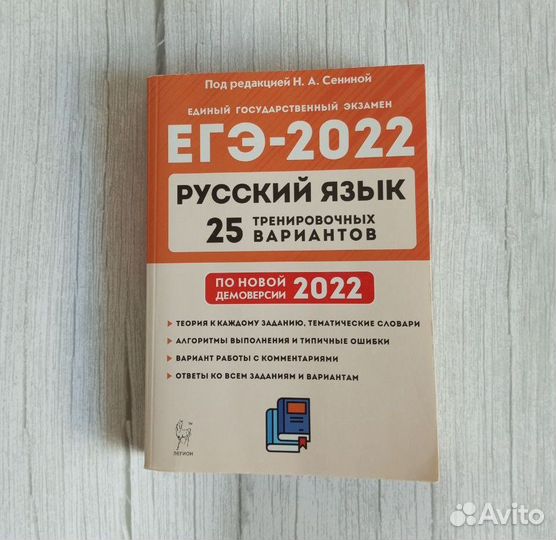 Под редакцией Н. А. Сениной
ЕДИНЫЙ ГОСУДАРСТВЕННЫЙ ЭКЗАМЕН
ЕГЭ-2022
РУССКИЙ ЯЗЫК
25 ТРЕНИРОВОЧНЫХ
ВАРИАНТОВ
ПО НОВОЙ
ДЕМОВЕРСИИ 2022
ТЕОРИЯ К КАЖДОМУ ЗАДАНИЮ, ТЕМАТИЧЕСКИЕ СЛОВАРИ
АЛГОРИТМЫ ВЫПОЛНЕНИЯ И ТИПИЧНЫЕ ОШИБКИ
ВАРИАНТ РАБОТЫ С КОММЕНТАРИЯМИ
ОТВЕТЫ КО ВСЕМ ЗАДАНИЯМ И ВАРИАНТАМ
TM
ЛЕГИОН
Avito